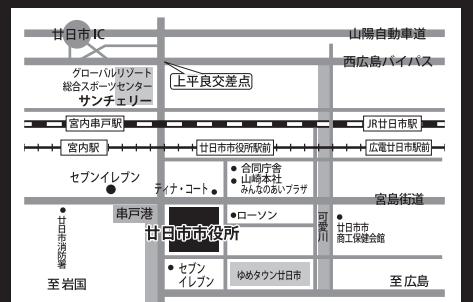 廿日市IC
山陽自動車道
西広島バイパス
グローバルリゾート
総合スポーツセンター
サンチェリー
上平良交差点
宮内串戸駅
JR廿日市駅
宮内駅
廿日市市役所駅前
広電廿日市駅前
セブンイレブン
ティナ・コート
合同庁舎
山崎本社
みんなのあいプラザ
宮島街道
串戸港
ローソン
廿日市市役所
可愛川
廿日市市
商工保健会館
廿日市消防署
セブン
イレブン
ゆめタウン廿日市
至岩国
至広島